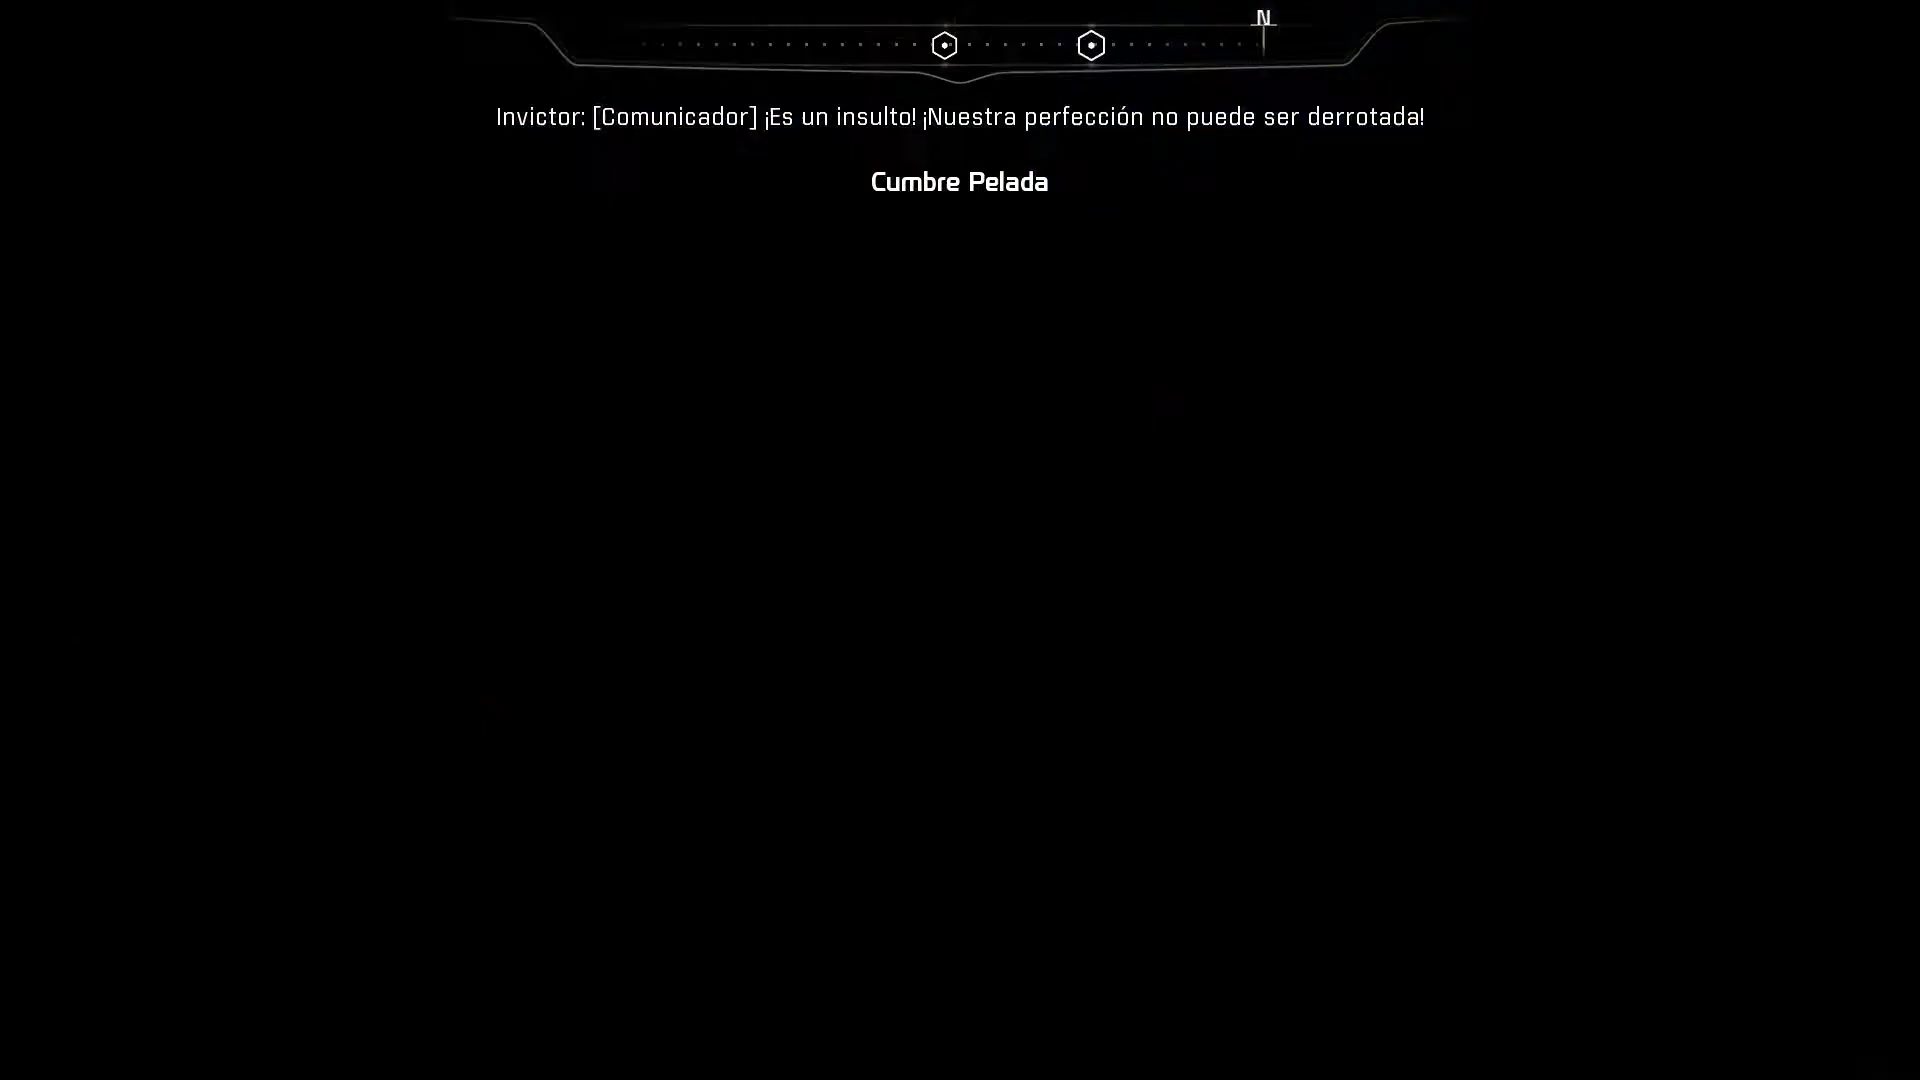 N
Invictor: [Comunicador] ¡Es un insulto! ¡Nuestra perfección no puede ser derrotada!
Cumbre Pelada